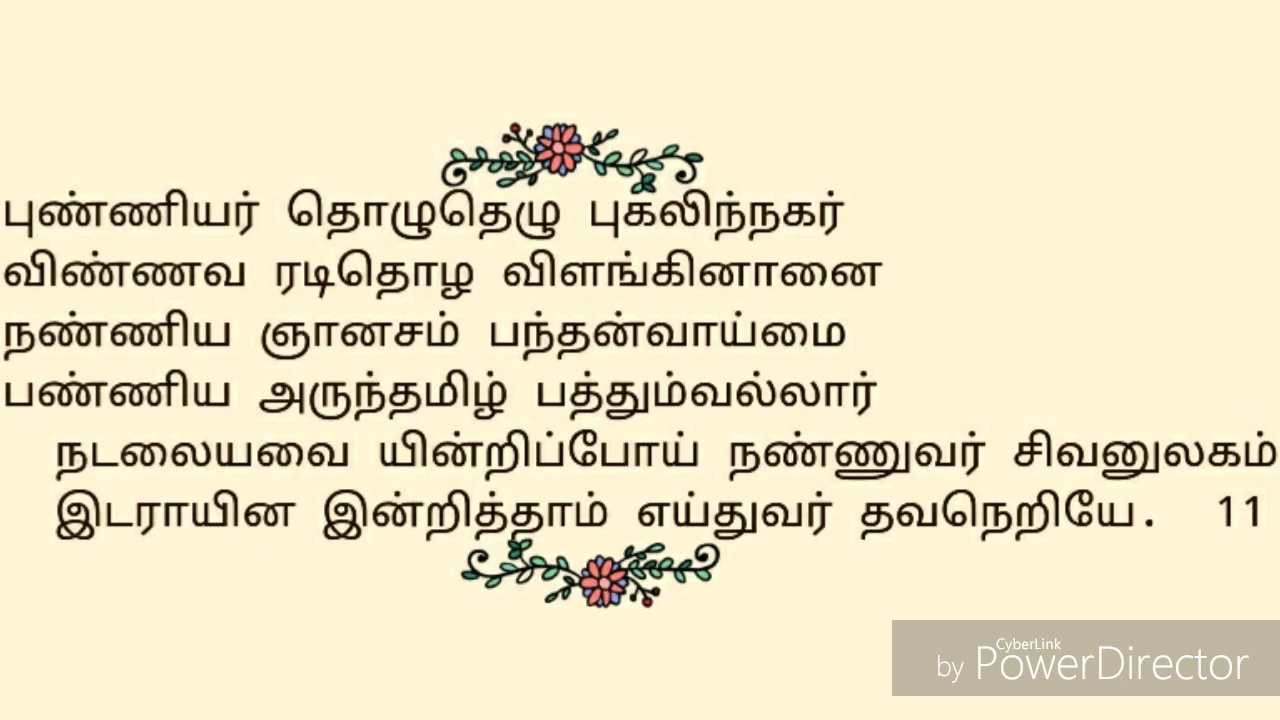 புண்ணியர் தொழுதெழு புகலிந்நகர்
விண்ணவ ரடிதொழ விளங்கினானை
நண்ணிய ஞானசம் பந்தன்வாய்மை
பண்ணிய அருந்தமிழ் பத்தும்வல்லார்
நடலையவை யின்றிப்போய் நண்ணுவர் சிவனுலகம்
இடராயின இன்றித்தாம் எய்துவர் தவநெறியே. 11
CyberLink
by PowerDirector